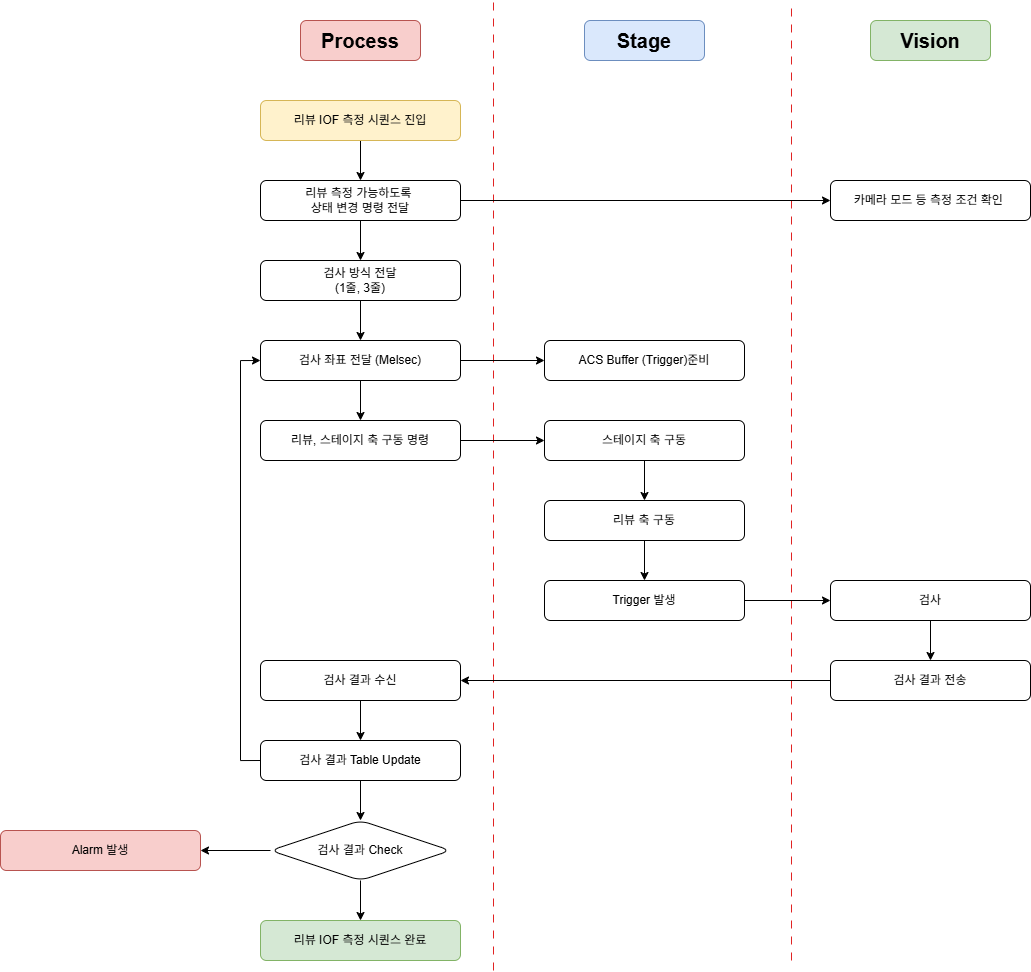 Process
Stage
Vision
리뷰 IOF 측정 시퀀스 진입
리뷰 측정 가능하도록
상태 변경 명령 전달
카메라 모드 등 측정 조건 확인
검사 방식 전달
(1줄, 3줄)
검사 좌표 전달 (Melsec)
ACS Buffer (Trigger)준비
리뷰, 스테이지 축 구동 명령
스테이지 축 구동
리뷰 축 구동
Trigger 발생
검사
검사 결과 수신
검사 결과 전송
검사 결과 Table Update
Alarm 발생
검사 결과 Check
리뷰 IOF 측정 시퀀스 완료